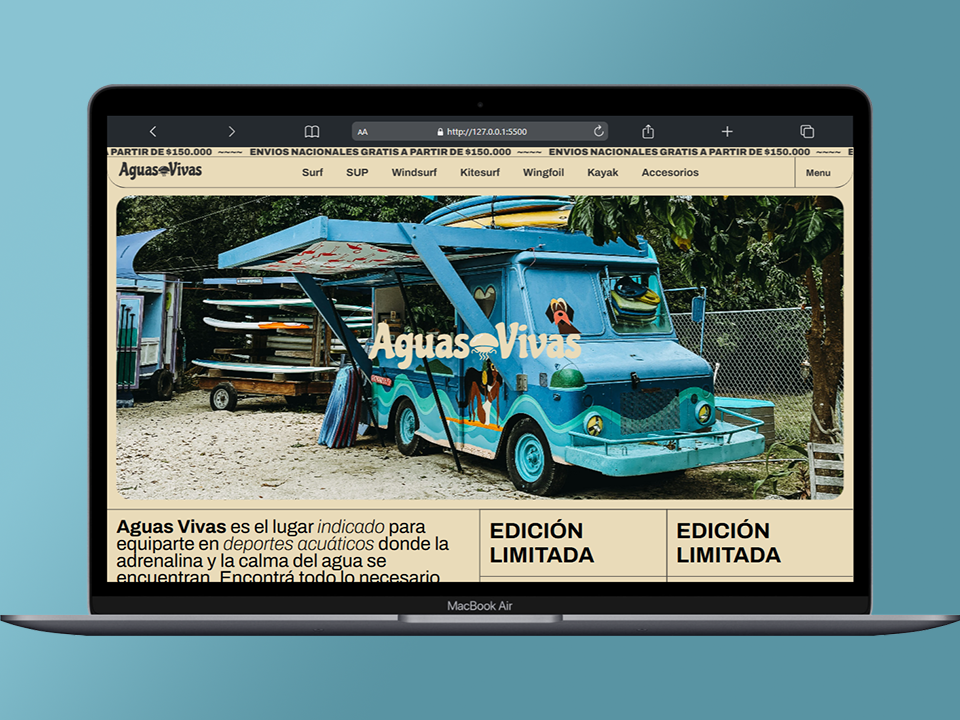 AA
http://127.0.0.1:5500
PARTIR DE $150.000 ~~~~ ENVIOS NACIONALES GRATIS A PARTIR DE $150.000 ~~~~ ENVIOS NACIONALES GRATIS A PARTIR DE $150.000 ~~~~ E
Aguas Vivas
Surf
SUP
Windsurf
Kitesurf
Wingfoil
Kayak
Accesorios
Menu
Aguas Vivas
Aguas Vivas es el lugar indicado para
equiparte en deportes acuáticos donde la
adrenalina y la calma del agua se
encuentran. Encontrá todo lo necesario
EDICIÓN
LIMITADA
EDICIÓN
LIMITADA
MacBook Air